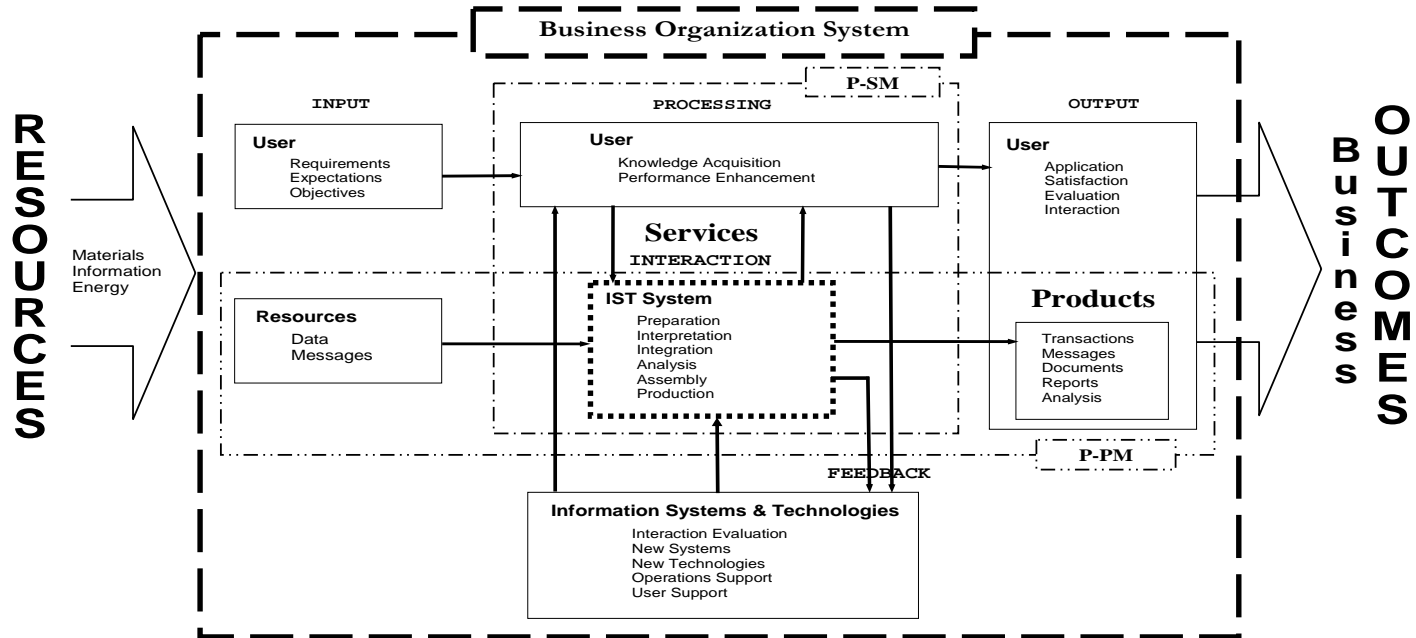 Business Organization System
P-SM
INPUT
PROCESSING
OUTPUT
RESOURCES
Materials
Information
Energy
User
Requirements
Expectations
Objectives
User
Knowledge Acquisition
Performance Enhancement
User
Application
Satisfaction
Evaluation
Interaction
Business
OUTCOMES
Services
INTERACTION
Resources
Data
Messages
IST System
Preparation
Interpretation
Integration
Analysis
Assembly
Production
Products
Transactions
Messages
Documents
Reports
Analysis
P-PM
FEEDBACK
Information Systems & Technologies
Interaction Evaluation
New Systems
New Technologies
Operations Support
User Support